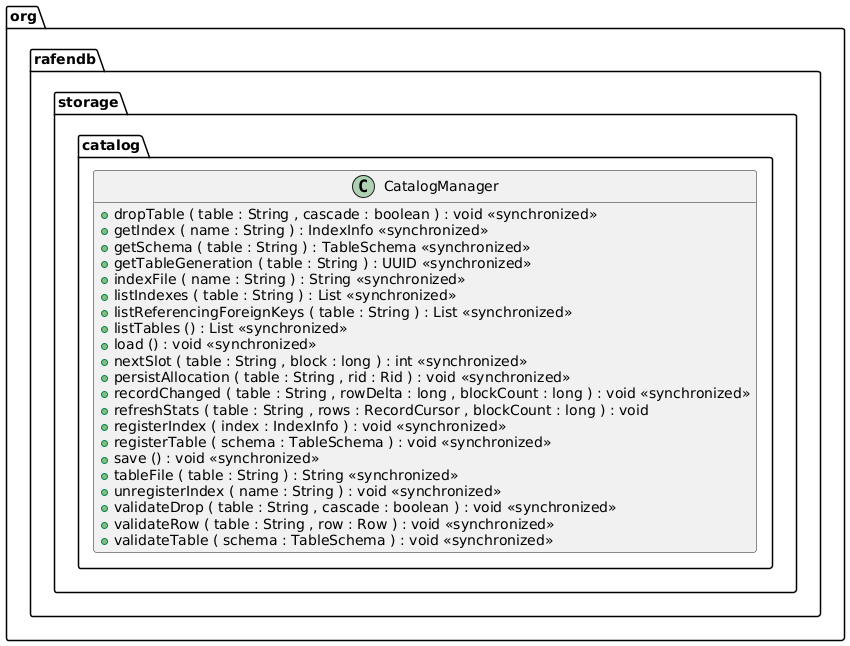 org
rafendb
storage
catalog
C CatalogManager
dropTable ( table : String , cascade : boolean ) : void «synchronized»
getIndex ( name : String ) : IndexInfo «synchronized»
getSchema ( table : String ) : TableSchema «synchronized»
getTableGeneration ( table : String ) : UUID «synchronized»
indexFile ( name : String ) : String «synchronized»
listIndexes ( table : String ) : List «synchronized»
listReferencingForeignKeys ( table : String ) : List «synchronized»
listTables () : List «synchronized»
load () : void «synchronized»
nextSlot ( table : String , block : long ) : int «synchronized»
persistAllocation ( table : String , rid : Rid ) : void «synchronized»
recordChanged ( table : String , rowDelta : long , blockCount : long ) : void «synchronized»
refreshStats ( table : String , rows : RecordCursor , blockCount : long ) : void
registerIndex ( index : IndexInfo ) : void «synchronized»
registerTable ( schema : TableSchema ) : void «synchronized»
save () : void «synchronized»
tableFile ( table : String ) : String «synchronized»
unregisterIndex ( name : String ) : void «synchronized»
validateDrop ( table : String , cascade : boolean ) : void «synchronized»
validateRow ( table : String , row : Row ) : void «synchronized»
validateTable ( schema : TableSchema ) : void «synchronized»